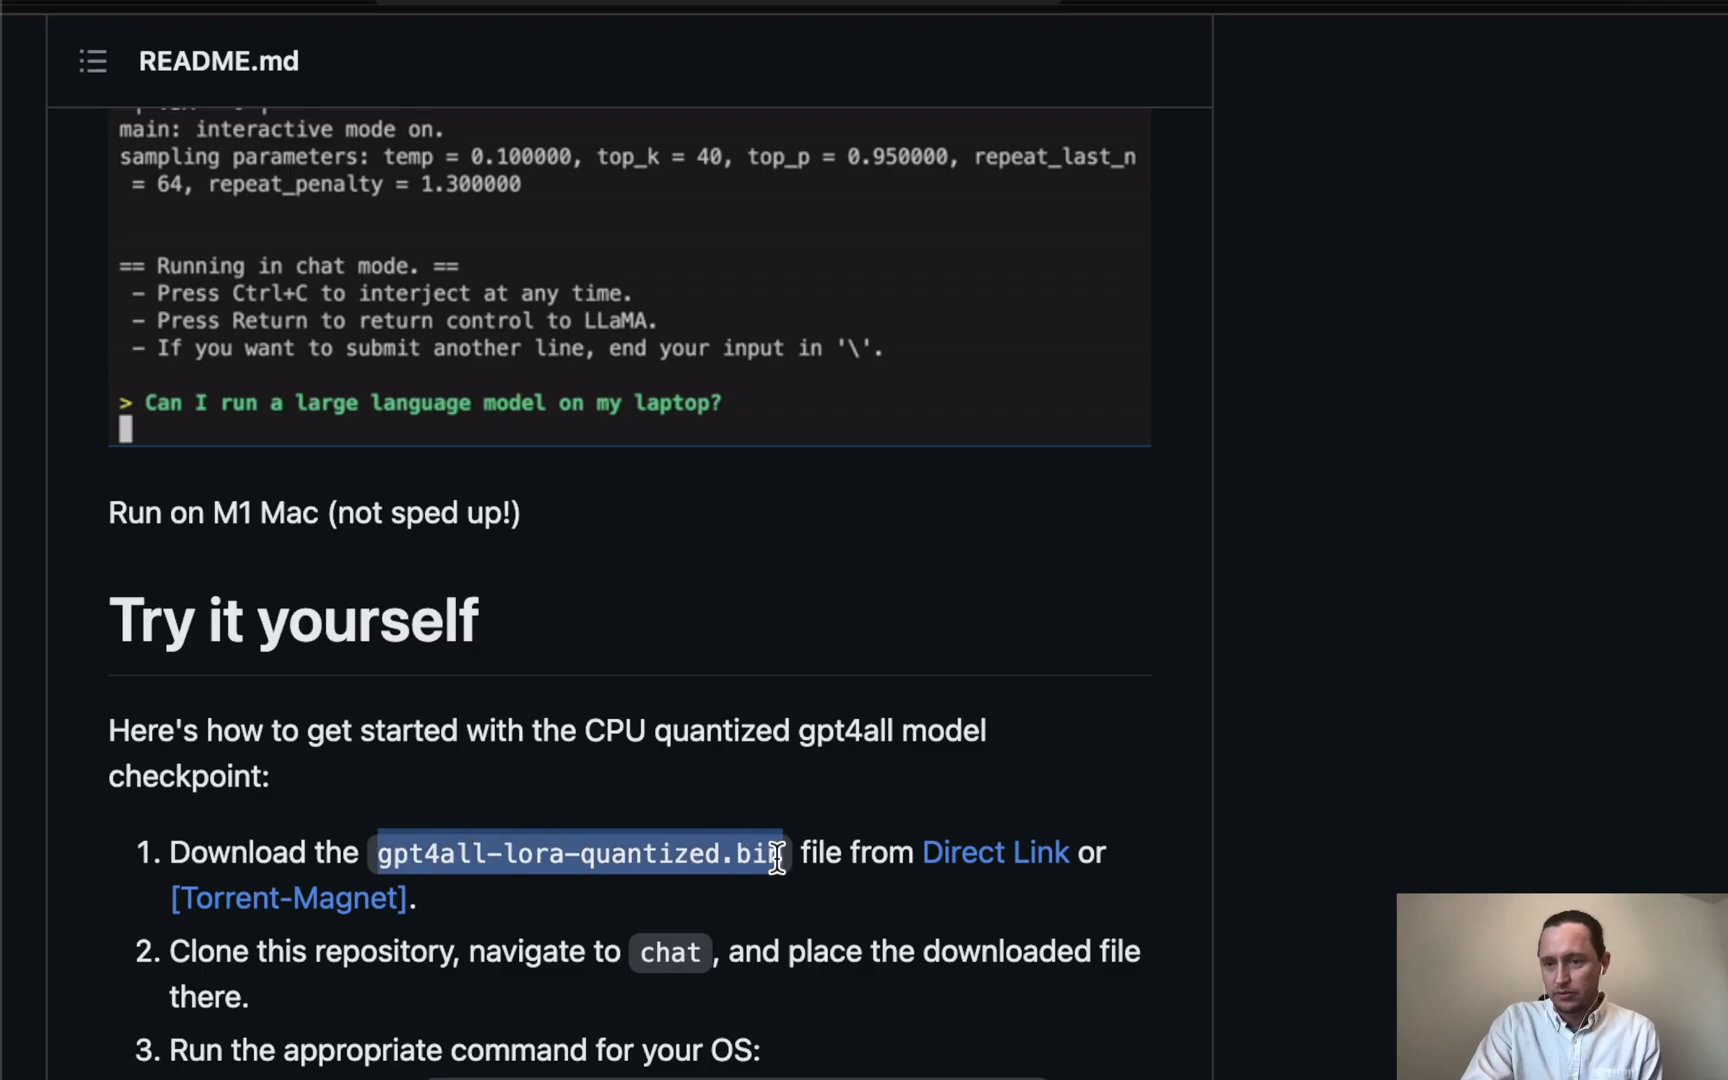 README.md
main: interactive mode on.
sampling parameters: temp = 0.100000, top_k = 40, top_p = 0.950000, repeat_last_n
= 64, repeat_penalty = 1.300000
== Running in chat mode. ==
- Press Ctrl+C to interject at any time.
- Press Return to return control to LLaMA.
- If you want to submit another line, end your input in '\'.
> Can I run a large language model on my laptop?
Run on M1 Mac (not sped up!)
Try it yourself
Here's how to get started with the CPU quantized gpt4all model
checkpoint:
1. Download the gpt4all-lora-quantized.bin file from Direct Link or
[Torrent-Magnet].
2. Clone this repository, navigate to chat, and place the downloaded file
there.
3. Run the appropriate command for your OS: